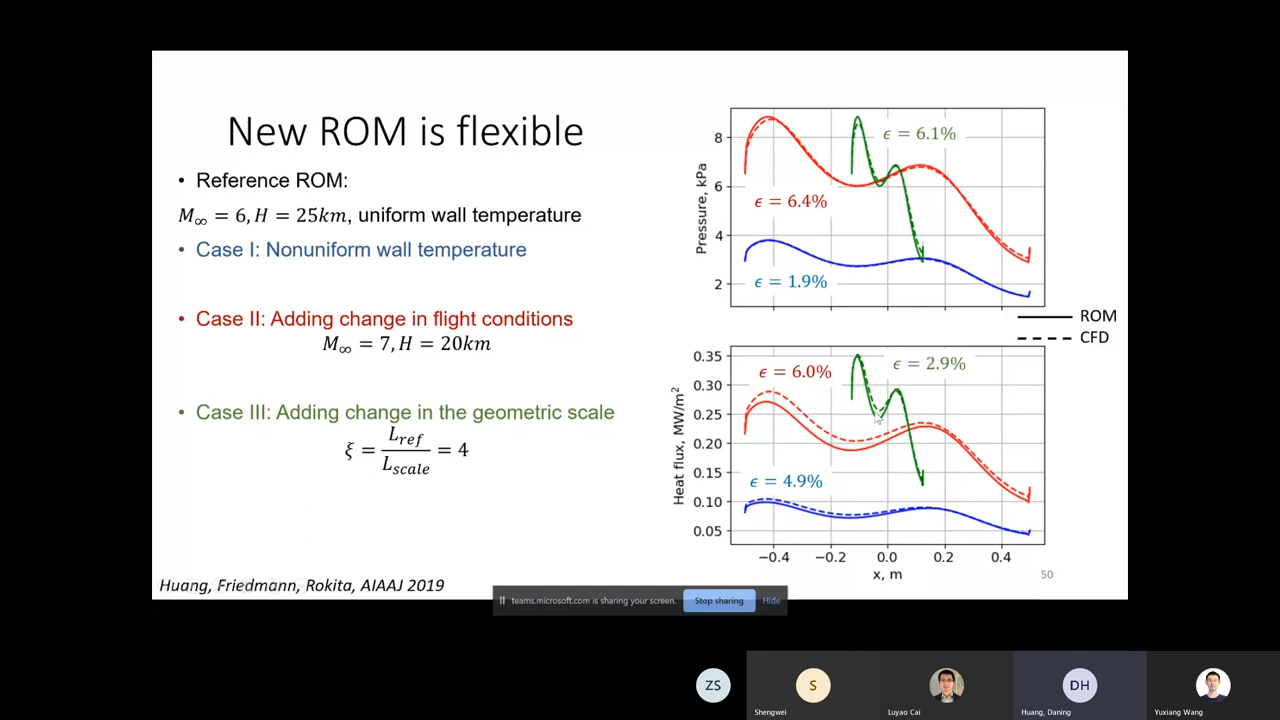 New ROM is flexible
• Reference ROM:
M∞ = 6, H = 25km, uniform wall temperature
• Case I: Nonuniform wall temperature
• Case II: Adding change in flight conditions
M∞ = 7, H = 20km
• Case III: Adding change in the geometric scale
ξ = L_ref / L_scale = 4
Huang, Friedmann, Rokita, AIAAJ 2019
Pressure, kPa
8
6
4
2
ϵ = 6.1%
ϵ = 6.4%
ϵ = 1.9%
ROM
CFD
Heat flux, MW/m²
0.35
0.30
0.25
0.20
0.15
0.10
0.05
ϵ = 6.0%
ϵ = 2.9%
ϵ = 4.9%
−0.4 −0.2 0.0 0.2 0.4
x, m
50
teams.microsoft.com is sharing your screen. Stop sharing Hide
ZS
S
DH
Shengwei
Luyao Cai
Huang, Daning
Yuxiang Wang